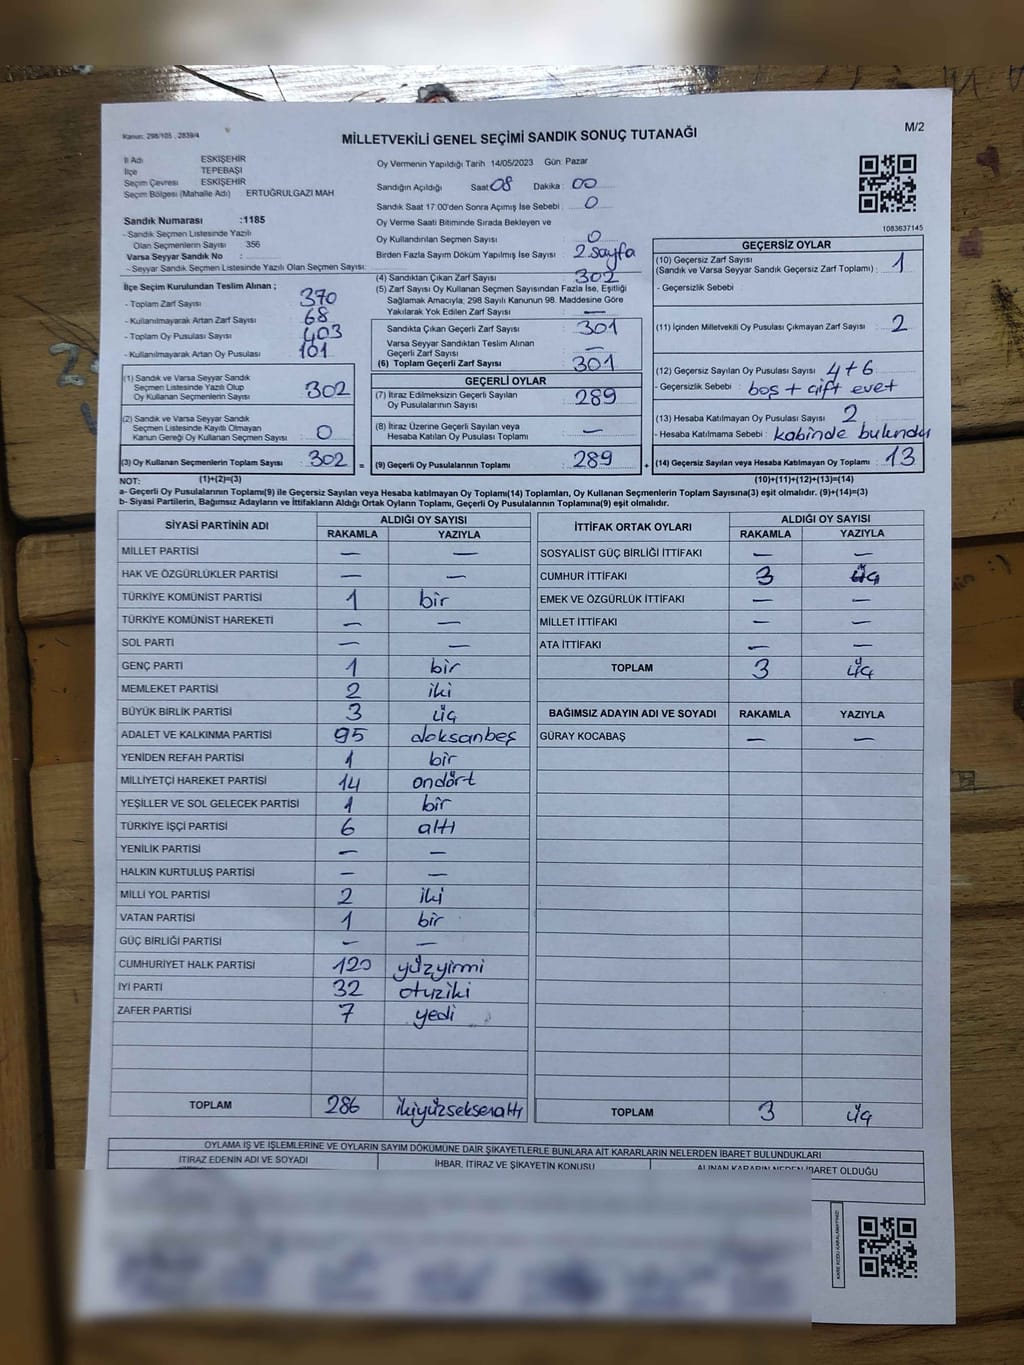 Kanun: 298/105 , 2839/4
MİLLETVEKİLİ GENEL SEÇİMİ SANDIK SONUÇ TUTANAĞI
M/2
İl Adı ESKİŞEHİR
İlçe TEPEBAŞI
Seçim Çevresi ESKİŞEHİR
Seçim Bölgesi (Mahalle Adı) ERTUĞRULGAZİ MAH
Oy Vermenin Yapıldığı Tarih 14/05/2023 Gün: Pazar
Sandığın Açıldığı Saat 08 Dakika : 00
Sandık Saat 17:00'den Sonra Açılmış İse Sebebi : 0
Sandık Numarası :1185
- Sandık Seçmen Listesinde Yazılı
Olan Seçmenlerin Sayısı 356
Varsa Seyyar Sandık No :
- Seyyar Sandık Seçmen Listesinde Yazılı Olan Seçmen Sayısı:
Oy Verme Saati Bitiminde Sırada Bekleyen ve
Oy Kullandırılan Seçmen Sayısı : 0
Birden Fazla Sayım Döküm Yapılmış İse Sayısı : 2 sayfa
1083637145
İlçe Seçim Kurulundan Teslim Alınan ;
- Toplam Zarf Sayısı : 370
- Kullanılmayarak Artan Zarf Sayısı : 68
- Toplam Oy Pusulası Sayısı : 403
- Kullanılmayarak Artan Oy Pusulası : 101
(4) Sandıktan Çıkan Zarf Sayısı : 302
(5) Zarf Sayısı Oy Kullanan Seçmen Sayısından Fazla İse, Eşitliği
Sağlamak Amacıyla; 298 Sayılı Kanunun 98. Maddesine Göre
Yakılarak Yok Edilen Zarf Sayısı : —
Sandıkta Çıkan Geçerli Zarf Sayısı : 301
Varsa Seyyar Sandıktan Teslim Alınan
Geçerli Zarf Sayısı : —
(6) Toplam Geçerli Zarf Sayısı : 301
GEÇERSİZ OYLAR
(10) Geçersiz Zarf Sayısı
(Sandık ve Varsa Seyyar Sandık Geçersiz Zarf Toplamı) : 1
- Geçersizlik Sebebi :
(11) İçinden Milletvekili Oy Pusulası Çıkmayan Zarf Sayısı : 2
(12) Geçersiz Sayılan Oy Pusulası Sayısı : 4+6
- Geçersizlik Sebebi : boş + çift evet
(13) Hesaba Katılmayan Oy Pusulası Sayısı : 2
- Hesaba Katılmama Sebebi : kabinde bulundu
(14) Geçersiz Sayılan veya Hesaba Katılmayan Oy Toplamı : 13
(1) Sandık ve Varsa Seyyar Sandık
Seçmen Listesinde Yazılı Olup
Oy Kullanan Seçmenlerin Sayısı : 302
(2) Sandık ve Varsa Seyyar Sandık
Seçmen Listesinde Kayıtlı Olmayan
Kanun Gereği Oy Kullanan Seçmen Sayısı : 0
(3) Oy Kullanan Seçmenlerin Toplam Sayısı : 302
=
GEÇERLİ OYLAR
(7) İtiraz Edilmeksizin Geçerli Sayılan
Oy Pusulalarının Sayısı : 289
(8) İtiraz Üzerine Geçerli Sayılan veya
Hesaba Katılan Oy Pusulası Toplamı : —
(9) Geçerli Oy Pusulalarının Toplamı : 289
+
NOT: (1)+(2)=(3) (10)+(11)+(12)+(13)=(14)
a- Geçerli Oy Pusulalarının Toplamı(9) ile Geçersiz Sayılan veya Hesaba katılmayan Oy Toplamı(14) Toplamları, Oy Kullanan Seçmenlerin Toplam Sayısına(3) eşit olmalıdır. (9)+(14)=(3)
b- Siyasi Partilerin, Bağımsız Adayların ve İttifakların Aldığı Ortak Oyların Toplamı, Geçerli Oy Pusulalarının Toplamına(9) eşit olmalıdır.
SİYASİ PARTİNİN ADI ALDIĞI OY SAYISI
RAKAMLA YAZIYLA
MİLLET PARTİSİ — —
HAK VE ÖZGÜRLÜKLER PARTİSİ — —
TÜRKİYE KOMÜNİST PARTİSİ 1 bir
TÜRKİYE KOMÜNİST HAREKETİ — —
SOL PARTİ — —
GENÇ PARTİ 1 bir
MEMLEKET PARTİSİ 2 iki
BÜYÜK BİRLİK PARTİSİ 3 üç
ADALET VE KALKINMA PARTİSİ 95 doksanbeş
YENİDEN REFAH PARTİSİ 1 bir
MİLLİYETÇİ HAREKET PARTİSİ 14 ondört
YEŞİLLER VE SOL GELECEK PARTİSİ 1 bir
TÜRKİYE İŞÇİ PARTİSİ 6 altı
YENİLİK PARTİSİ — —
HALKIN KURTULUŞ PARTİSİ — —
MİLLİ YOL PARTİSİ 2 iki
VATAN PARTİSİ 1 bir
GÜÇ BİRLİĞİ PARTİSİ — —
CUMHURİYET HALK PARTİSİ 120 yüzyirmi
İYİ PARTİ 32 otuziki
ZAFER PARTİSİ 7 yedi
TOPLAM 286 ikiyüzseksenaltı
İTTİFAK ORTAK OYLARI ALDIĞI OY SAYISI
RAKAMLA YAZIYLA
SOSYALİST GÜÇ BİRLİĞİ İTTİFAKI — —
CUMHUR İTTİFAKI 3 üç
EMEK VE ÖZGÜRLÜK İTTİFAKI — —
MİLLET İTTİFAKI — —
ATA İTTİFAKI — —
TOPLAM 3 üç
BAĞIMSIZ ADAYIN ADI VE SOYADI RAKAMLA YAZIYLA
GÜRAY KOCABAŞ — —
TOPLAM 3 üç
OYLAMA İŞ VE İŞLEMLERİNE VE OYLARIN SAYIM DÖKÜMÜNE DAİR ŞİKAYETLERLE BUNLARA AİT KARARLARIN NELERDEN İBARET BULUNDUKLARI
İTİRAZ EDENİN ADI VE SOYADI İHBAR, İTİRAZ VE ŞİKAYETİN KONUSU ALINAN KARARIN NEDEN İBARET OLDUĞU
KARE KODU KARALAMAYINIZ!